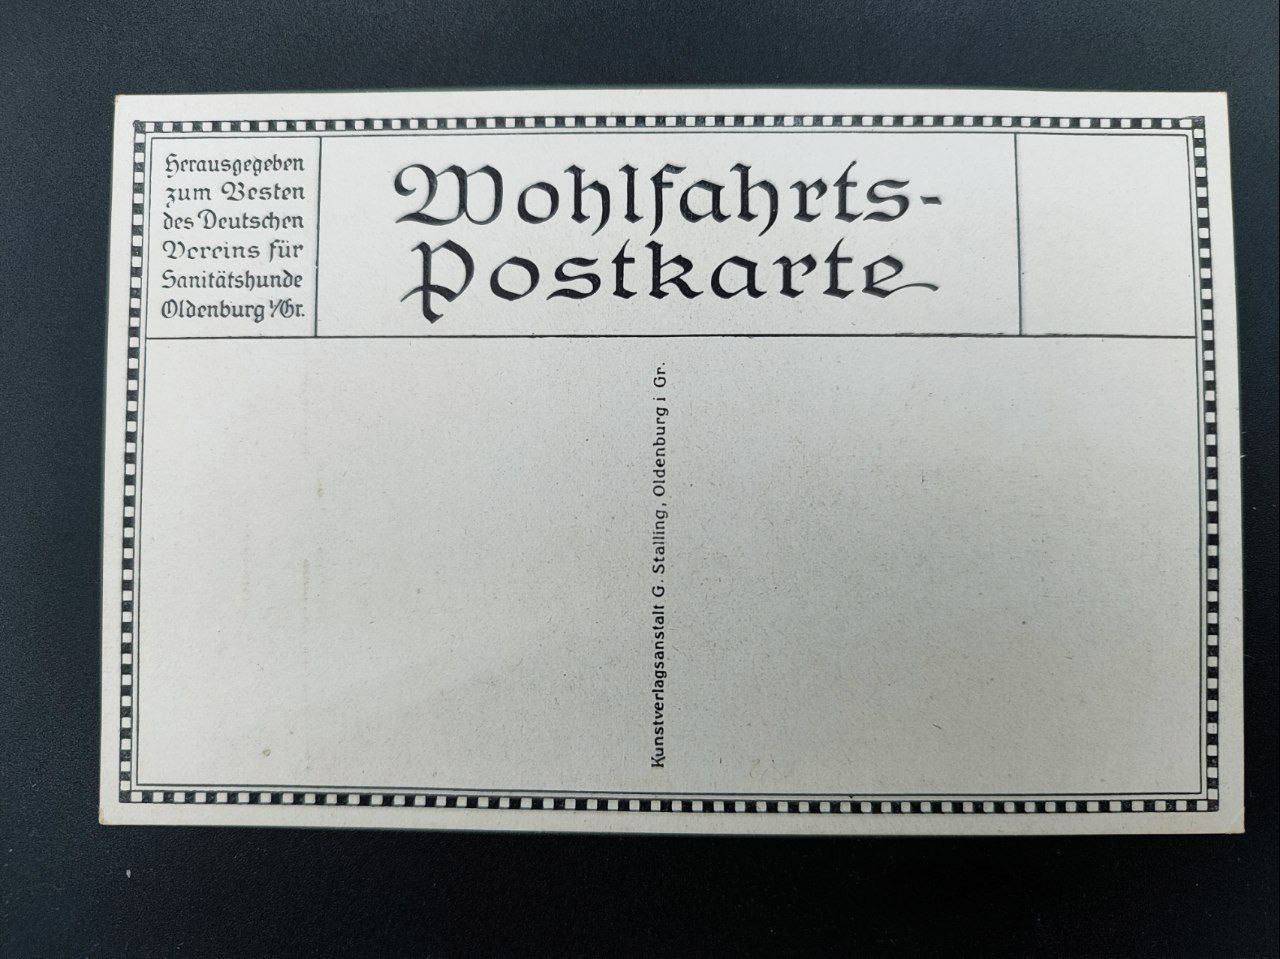 Herausgegeben
zum Besten
des Deutschen
Vereins für
Sanitätshunde
Oldenburg i/Gr.
Wohlfahrts-
Postkarte
Kunstverlagsanstalt G. Stalling, Oldenburg i Gr.